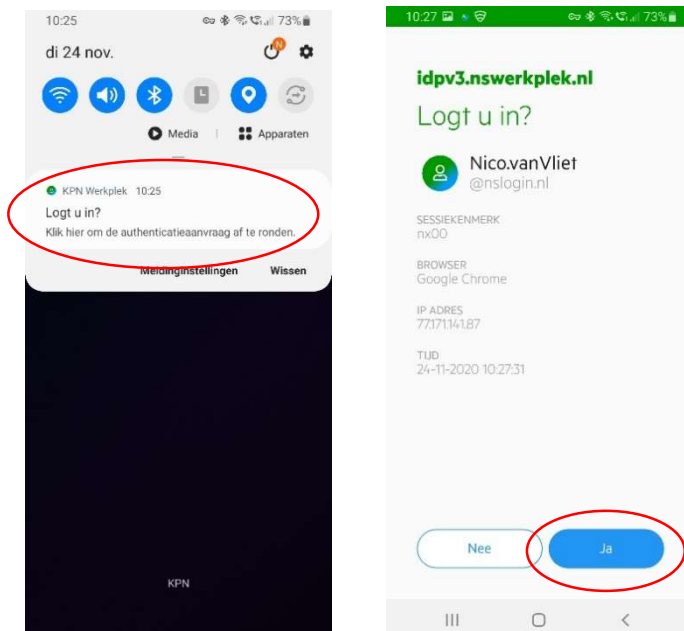 10:25
73%
di 24 nov.
N
Media
Apparaten
KPN Werkplek 10:25
Logt u in?
Klik hier om de authenticatieaanvraag af te ronden.
Meldinginstellingen Wissen
KPN
10:27
73%
idpv3.nswerkplek.nl
Logt u in?
Nico.vanVliet
@nslogin.nl
SESSIEKENMERK
nx00
BROWSER
Google Chrome
IP ADRES
77.171.141.87
TIJD
24-11-2020 10:27:31
Nee
Ja